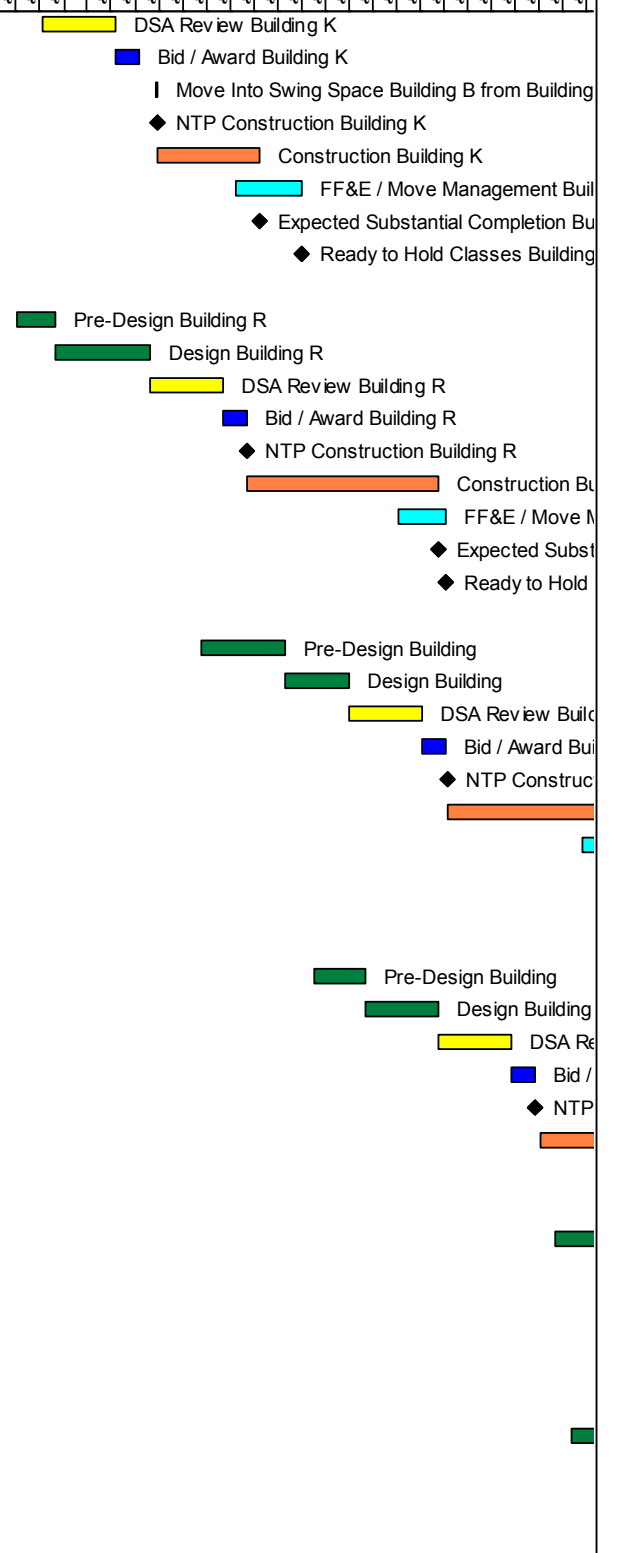 DSA Review Building K
Bid / Award Building K
Move Into Swing Space Building B from Building
NTP Construction Building K
Construction Building K
FF&E / Move Management Buil
Expected Substantial Completion Bu
Ready to Hold Classes Building
Pre-Design Building R
Design Building R
DSA Review Building R
Bid / Award Building R
NTP Construction Building R
Construction Bu
FF&E / Move M
Expected Subst
Ready to Hold
Pre-Design Building
Design Building
DSA Review Build
Bid / Award Bui
NTP Construc
Pre-Design Building
Design Building
DSA Re
Bid /
NTP